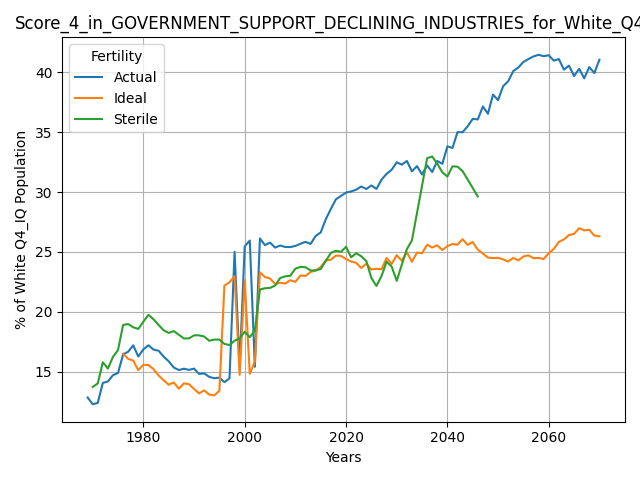 Score_4_in_GOVERNMENT_SUPPORT_DECLINING_INDUSTRIES_for_White_Q4
Fertility
Actual
Ideal
Sterile
% of White Q4_IQ Population
40
35
30
25
20
15
1980 2000 2020 2040 2060
Years